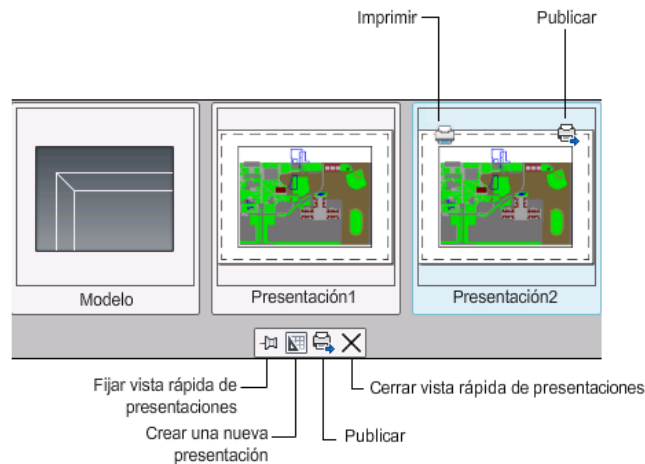 Imprimir
Publicar
Modelo
Presentación1
Presentación2
Fijar vista rápida de
presentaciones
Cerrar vista rápida de presentaciones
Crear una nueva
presentación
Publicar